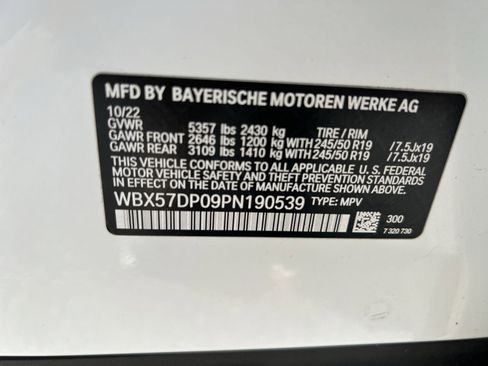 MFD BY BAYERISCHE MOTOREN WERKE AG
10/22
GVWR 5357 lbs 2430 kg TIRE / RIM
GAWR FRONT 2646 lbs 1200 kg WITH 245/50 R19 /7.5Jx19
GAWR REAR 3109 lbs 1410 kg WITH 245/50 R19 /7.5Jx19
THIS VEHICLE CONFORMS TO ALL APPLICABLE
U.S. FEDERAL MOTOR VEHICLE SAFETY STANDARDS
IN EFFECT ON THE DATE OF MANUFACTURE SHOWN ABOVE.
WBX57DP09PN190539 TYPE: MPV
300
7 320 730